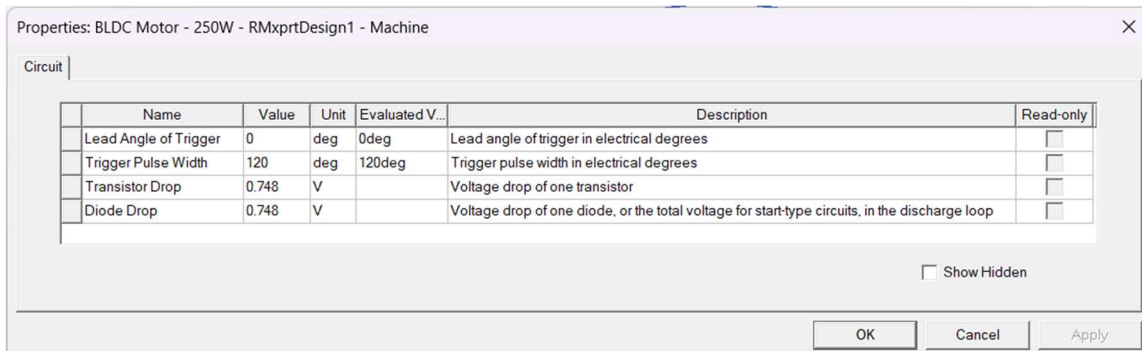 Properties: BLDC Motor - 250W - RMxprtDesign1 - Machine
Circuit
Name Value Unit Evaluated V... Description Read-only
Lead Angle of Trigger 0 deg 0deg Lead angle of trigger in electrical degrees
Trigger Pulse Width 120 deg 120deg Trigger pulse width in electrical degrees
Transistor Drop 0.748 V Voltage drop of one transistor
Diode Drop 0.748 V Voltage drop of one diode, or the total voltage for start-type circuits, in the discharge loop
Show Hidden
OK Cancel Apply